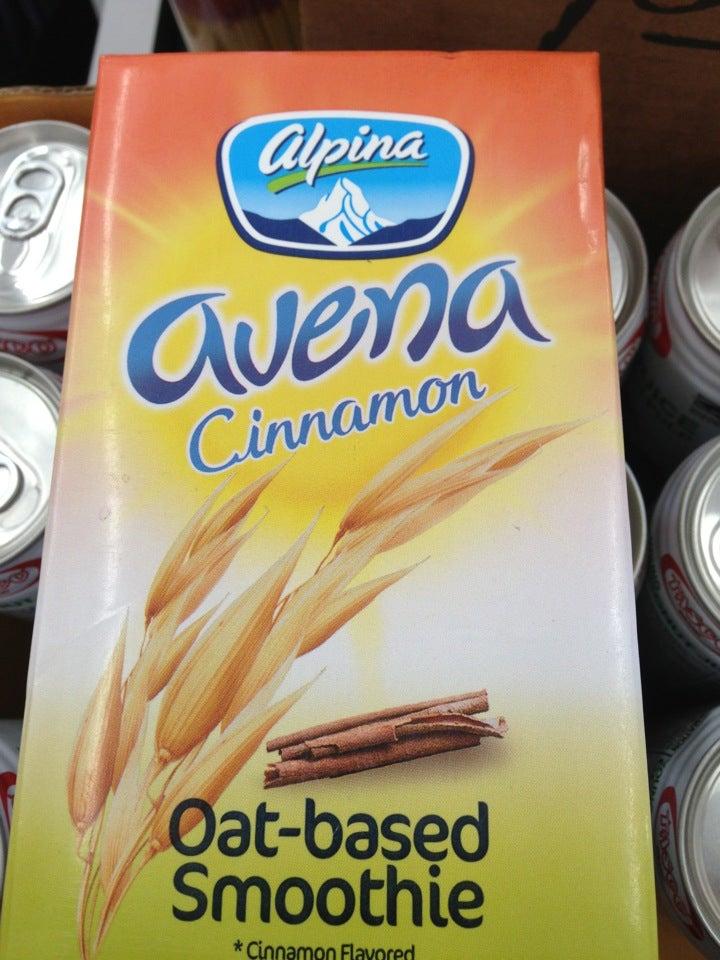 alpina
avena
Cinnamon
Oat-based
Smoothie
* Cinnamon Flavored